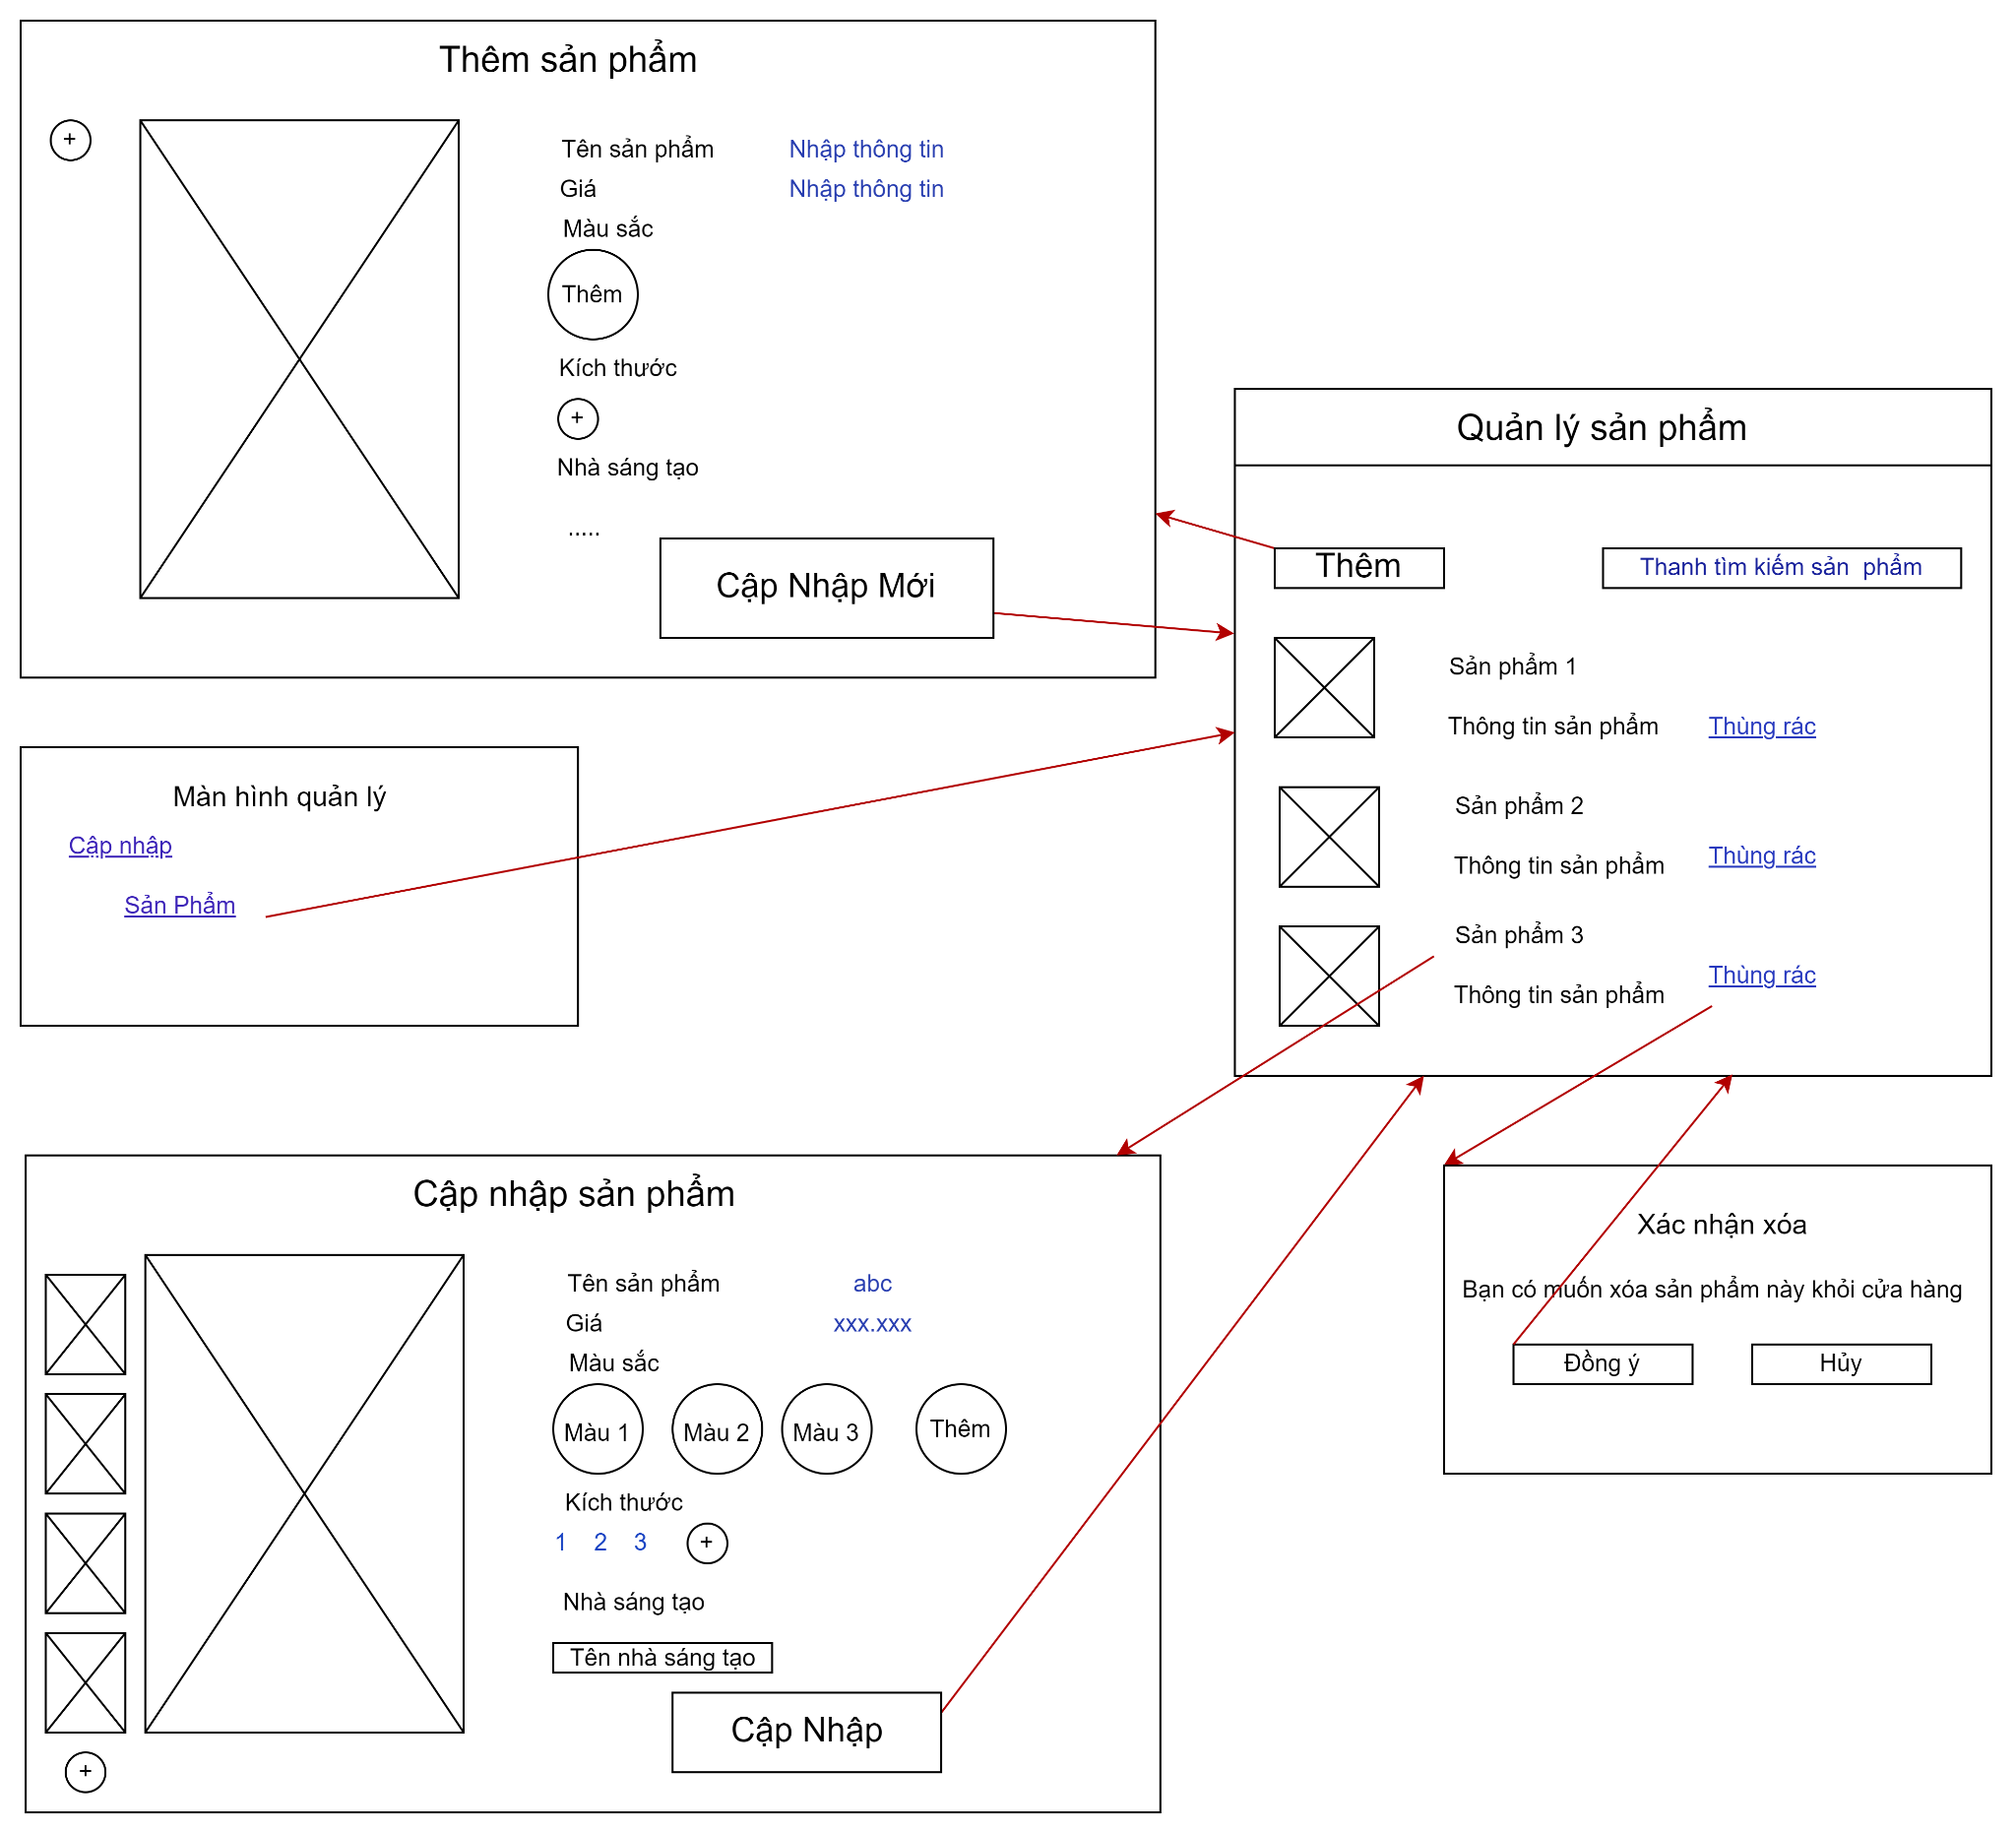 Thêm sản phẩm
+
Tên sản phẩm Nhập thông tin
Giá Nhập thông tin
Màu sắc
Thêm
Kích thước
+
Nhà sáng tạo
.....
Cập Nhập Mới
Quản lý sản phẩm
Thêm Thanh tìm kiếm sản phẩm
Sản phẩm 1
Thông tin sản phẩm Thùng rác
Sản phẩm 2
Thông tin sản phẩm Thùng rác
Sản phẩm 3
Thông tin sản phẩm Thùng rác
Màn hình quản lý
Cập nhập
Sản Phẩm
Cập nhập sản phẩm
Tên sản phẩm abc
Giá xxx.xxx
Màu sắc
Màu 1 Màu 2 Màu 3 Thêm
Kích thước
1 2 3 +
Nhà sáng tạo
Tên nhà sáng tạo
Cập Nhập
+
Xác nhận xóa
Bạn có muốn xóa sản phẩm này khỏi cửa hàng
Đồng ý Hủy